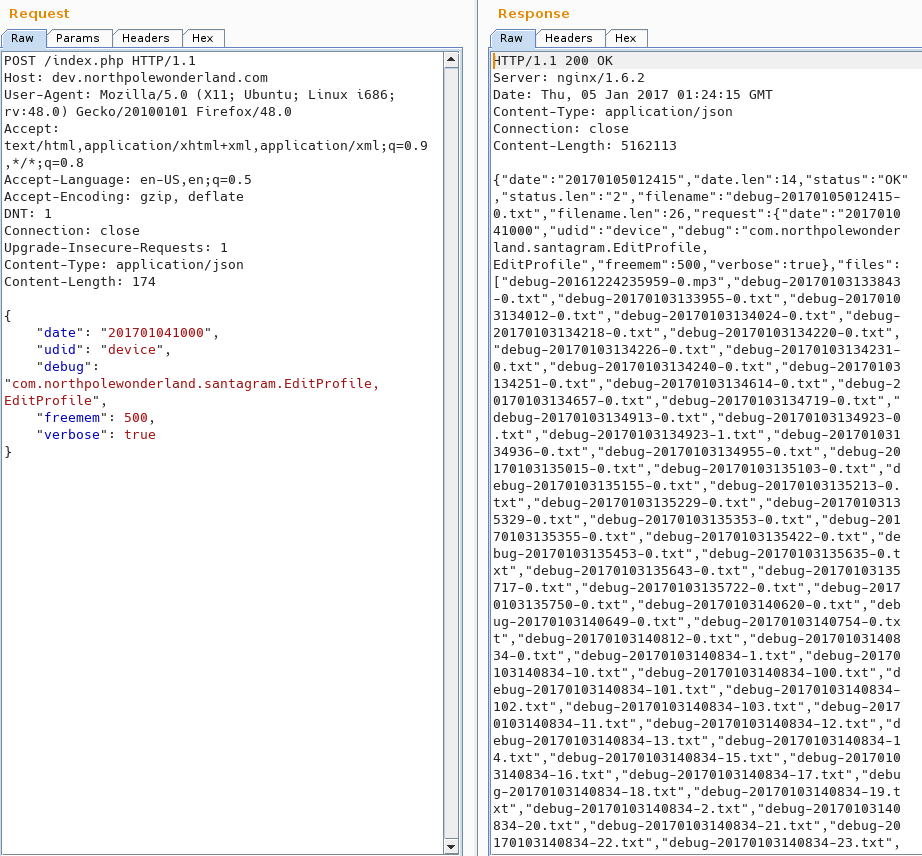 Request
Raw Params Headers Hex
POST /index.php HTTP/1.1
Host: dev.northpolewonderland.com
User-Agent: Mozilla/5.0 (X11; Ubuntu; Linux i686;
rv:48.0) Gecko/20100101 Firefox/48.0
Accept:
text/html,application/xhtml+xml,application/xml;q=0.9
,*/*;q=0.8
Accept-Language: en-US,en;q=0.5
Accept-Encoding: gzip, deflate
DNT: 1
Connection: close
Upgrade-Insecure-Requests: 1
Content-Type: application/json
Content-Length: 174
{
"date": "201701041000",
"udid": "device",
"debug":
"com.northpolewonderland.santagram.EditProfile,
EditProfile",
"freemem": 500,
"verbose": true
}
Response
Raw Headers Hex
HTTP/1.1 200 OK
Server: nginx/1.6.2
Date: Thu, 05 Jan 2017 01:24:15 GMT
Content-Type: application/json
Connection: close
Content-Length: 5162113
{"date":"20170105012415","date.len":14,"status":"OK"
,"status.len":"2","filename":"debug-20170105012415-
0.txt","filename.len":26,"request":{"date":"201701
041000","udid":"device","debug":"com.northpolewonder
land.santagram.EditProfile,
EditProfile","freemem":500,"verbose":true},"files":
["debug-20161224235959-0.mp3","debug-20170103133843
-0.txt","debug-20170103133955-0.txt","debug-2017010
3134012-0.txt","debug-20170103134024-0.txt","debug-
20170103134218-0.txt","debug-20170103134220-0.txt",
"debug-20170103134226-0.txt","debug-20170103134231-
0.txt","debug-20170103134240-0.txt","debug-20170103
134251-0.txt","debug-20170103134614-0.txt","debug-2
0170103134657-0.txt","debug-20170103134719-0.txt","
debug-20170103134913-0.txt","debug-20170103134923-0
.txt","debug-20170103134923-1.txt","debug-201701031
34936-0.txt","debug-20170103134955-0.txt","debug-20
170103135015-0.txt","debug-20170103135103-0.txt","d
ebug-20170103135155-0.txt","debug-20170103135213-0.
txt","debug-20170103135229-0.txt","debug-2017010313
5329-0.txt","debug-20170103135353-0.txt","debug-201
70103135355-0.txt","debug-20170103135422-0.txt","de
bug-20170103135453-0.txt","debug-20170103135635-0.t
xt","debug-20170103135643-0.txt","debug-20170103135
717-0.txt","debug-20170103135722-0.txt","debug-2017
0103135750-0.txt","debug-20170103140620-0.txt","deb
ug-20170103140649-0.txt","debug-20170103140754-0.tx
t","debug-20170103140812-0.txt","debug-201701031408
34-0.txt","debug-20170103140834-1.txt","debug-20170
103140834-10.txt","debug-20170103140834-100.txt","d
ebug-20170103140834-101.txt","debug-20170103140834-
102.txt","debug-20170103140834-103.txt","debug-2017
0103140834-11.txt","debug-20170103140834-12.txt","d
ebug-20170103140834-13.txt","debug-20170103140834-1
4.txt","debug-20170103140834-15.txt","debug-2017010
3140834-16.txt","debug-20170103140834-17.txt","debu
g-20170103140834-18.txt","debug-20170103140834-19.t
xt","debug-20170103140834-2.txt","debug-20170103140
834-20.txt","debug-20170103140834-21.txt","debug-20
170103140834-22.txt","debug-20170103140834-23.txt",